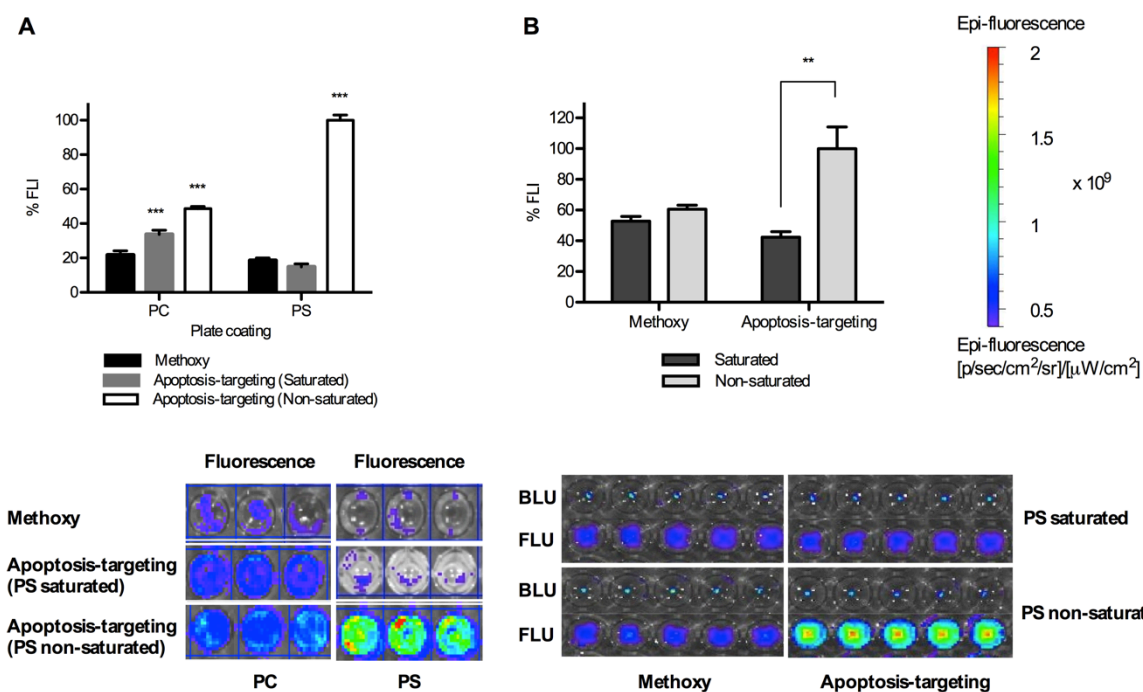 A
***
***
***
% FLI
100
80
60
40
20
0
PC
PS
Plate coating
Methoxy
Apoptosis-targeting (Saturated)
Apoptosis-targeting (Non-saturated)
B
**
% FLI
120
100
80
60
40
20
0
Methoxy
Apoptosis-targeting
Saturated
Non-saturated
Epi-fluorescence
2
1.5
x 10⁹
1
0.5
Epi-fluorescence
[p/sec/cm²/sr]/[µW/cm²]
Fluorescence
Fluorescence
Methoxy
Apoptosis-targeting
(PS saturated)
Apoptosis-targeting
(PS non-saturated)
PC
PS
BLU
FLU
PS saturated
BLU
FLU
PS non-saturat
Methoxy
Apoptosis-targeting